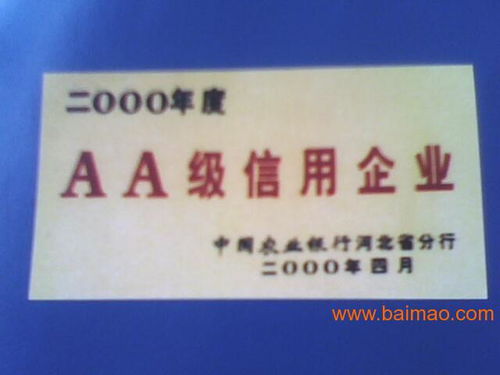 二000年度
AA级信用企业
中国农业银行河北省分行
二000年四月
www.baimao.com